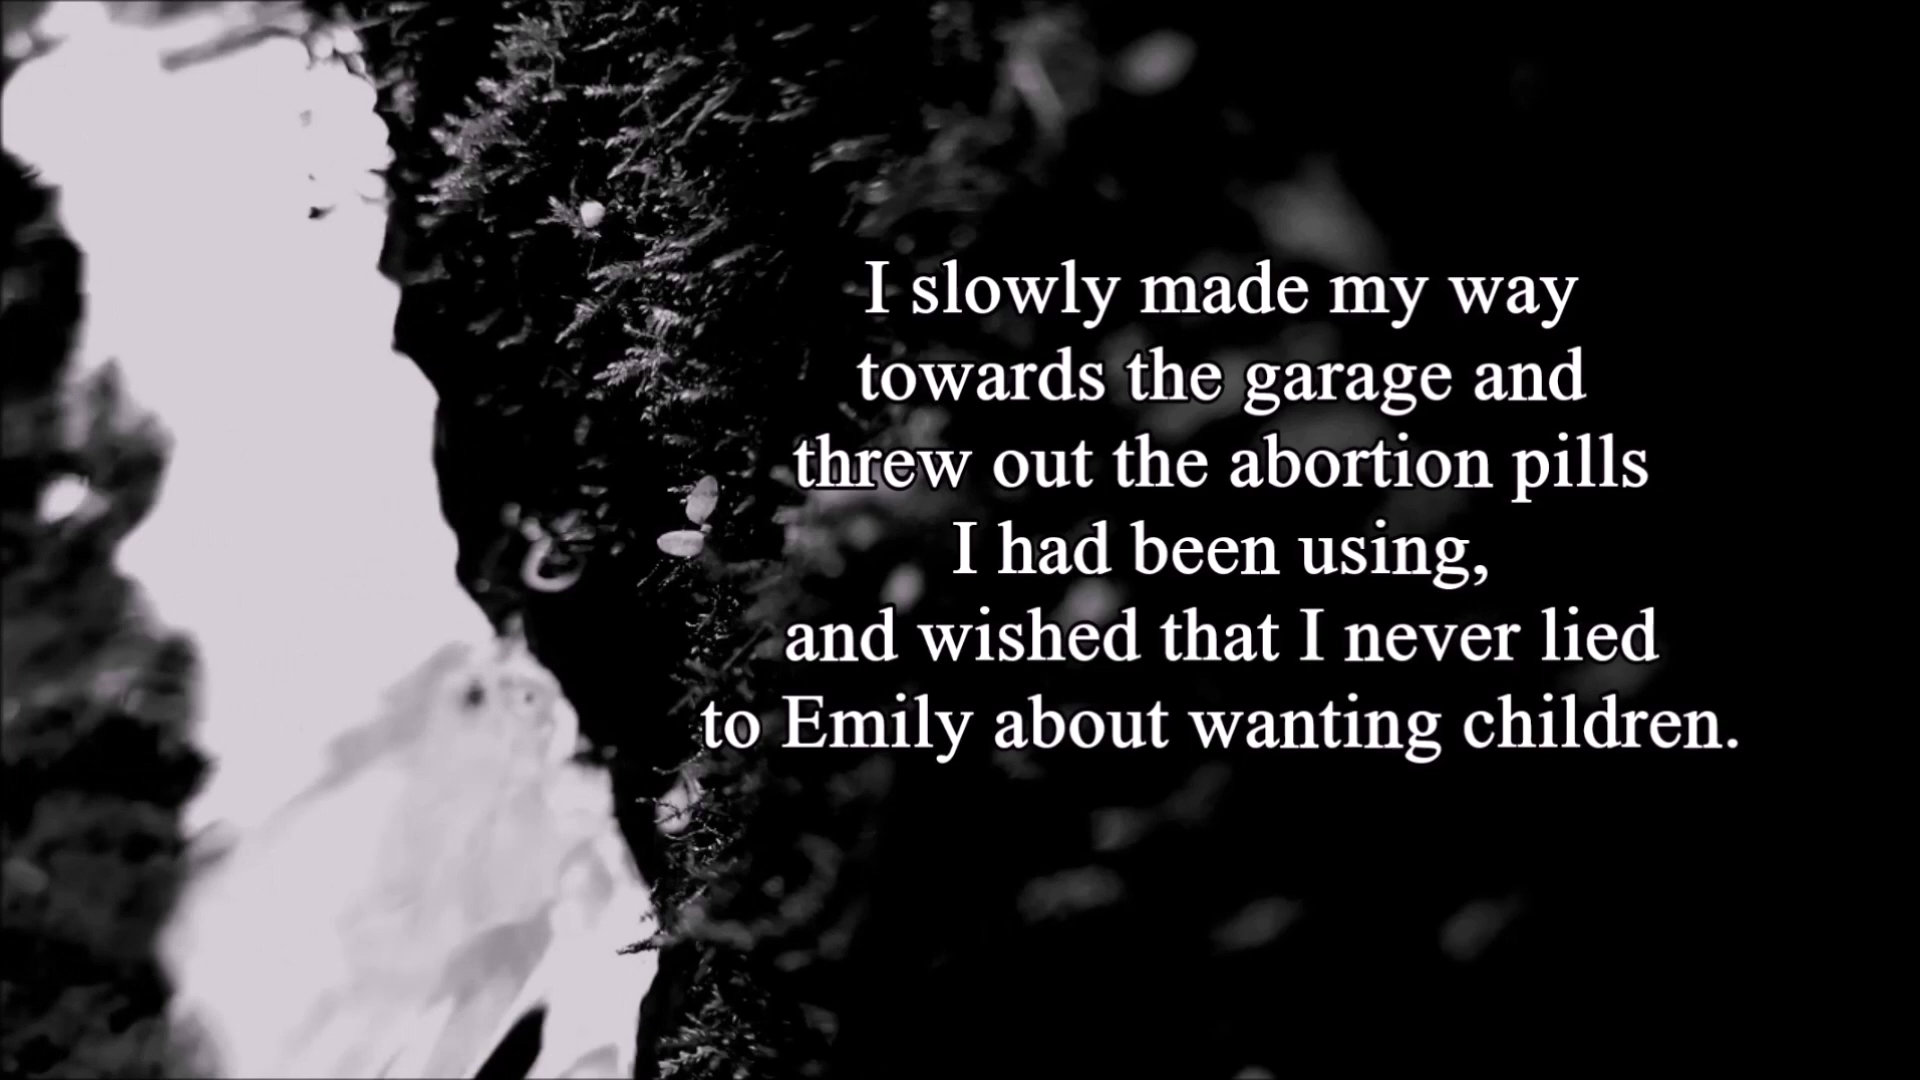 I slowly made my way
towards the garage and
threw out the abortion pills
I had been using,
and wished that I never lied
to Emily about wanting children.